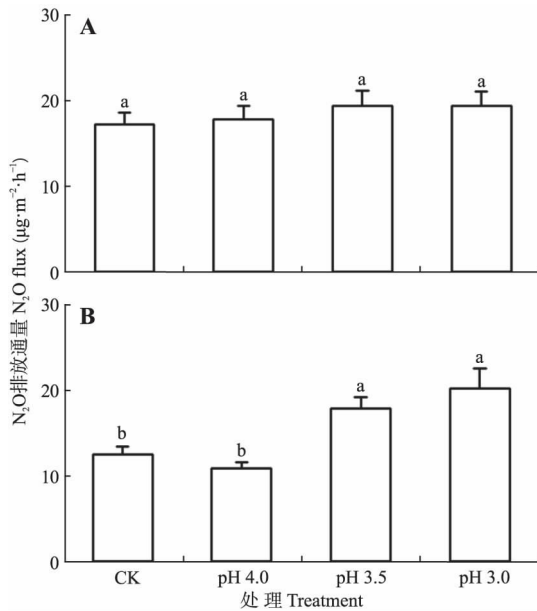 N₂O排放通量 N₂O flux (μg·m⁻²·h⁻¹)
A
30
20
10
0
a
a
a
a
B
30
20
10
0
b
b
a
a
CK
pH 4.0
pH 3.5
pH 3.0
处 理 Treatment